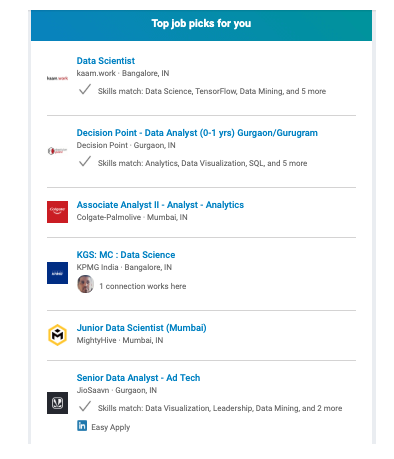 Top job picks for you
Data Scientist
kaam.work · Bangalore, IN
kaam.work
Skills match: Data Science, TensorFlow, Data Mining, and 5 more
Decision Point - Data Analyst (0-1 yrs) Gurgaon/Gurugram
Decision Point · Gurgaon, IN
Skills match: Analytics, Data Visualization, SQL, and 5 more
Associate Analyst II - Analyst - Analytics
Colgate
Colgate-Palmolive · Mumbai, IN
KGS: MC : Data Science
KPMG India · Bangalore, IN
KPMG
1 connection works here
Junior Data Scientist (Mumbai)
MightyHive · Mumbai, IN
Senior Data Analyst - Ad Tech
JioSaavn · Gurgaon, IN
Skills match: Data Visualization, Leadership, Data Mining, and 2 more
in Easy Apply